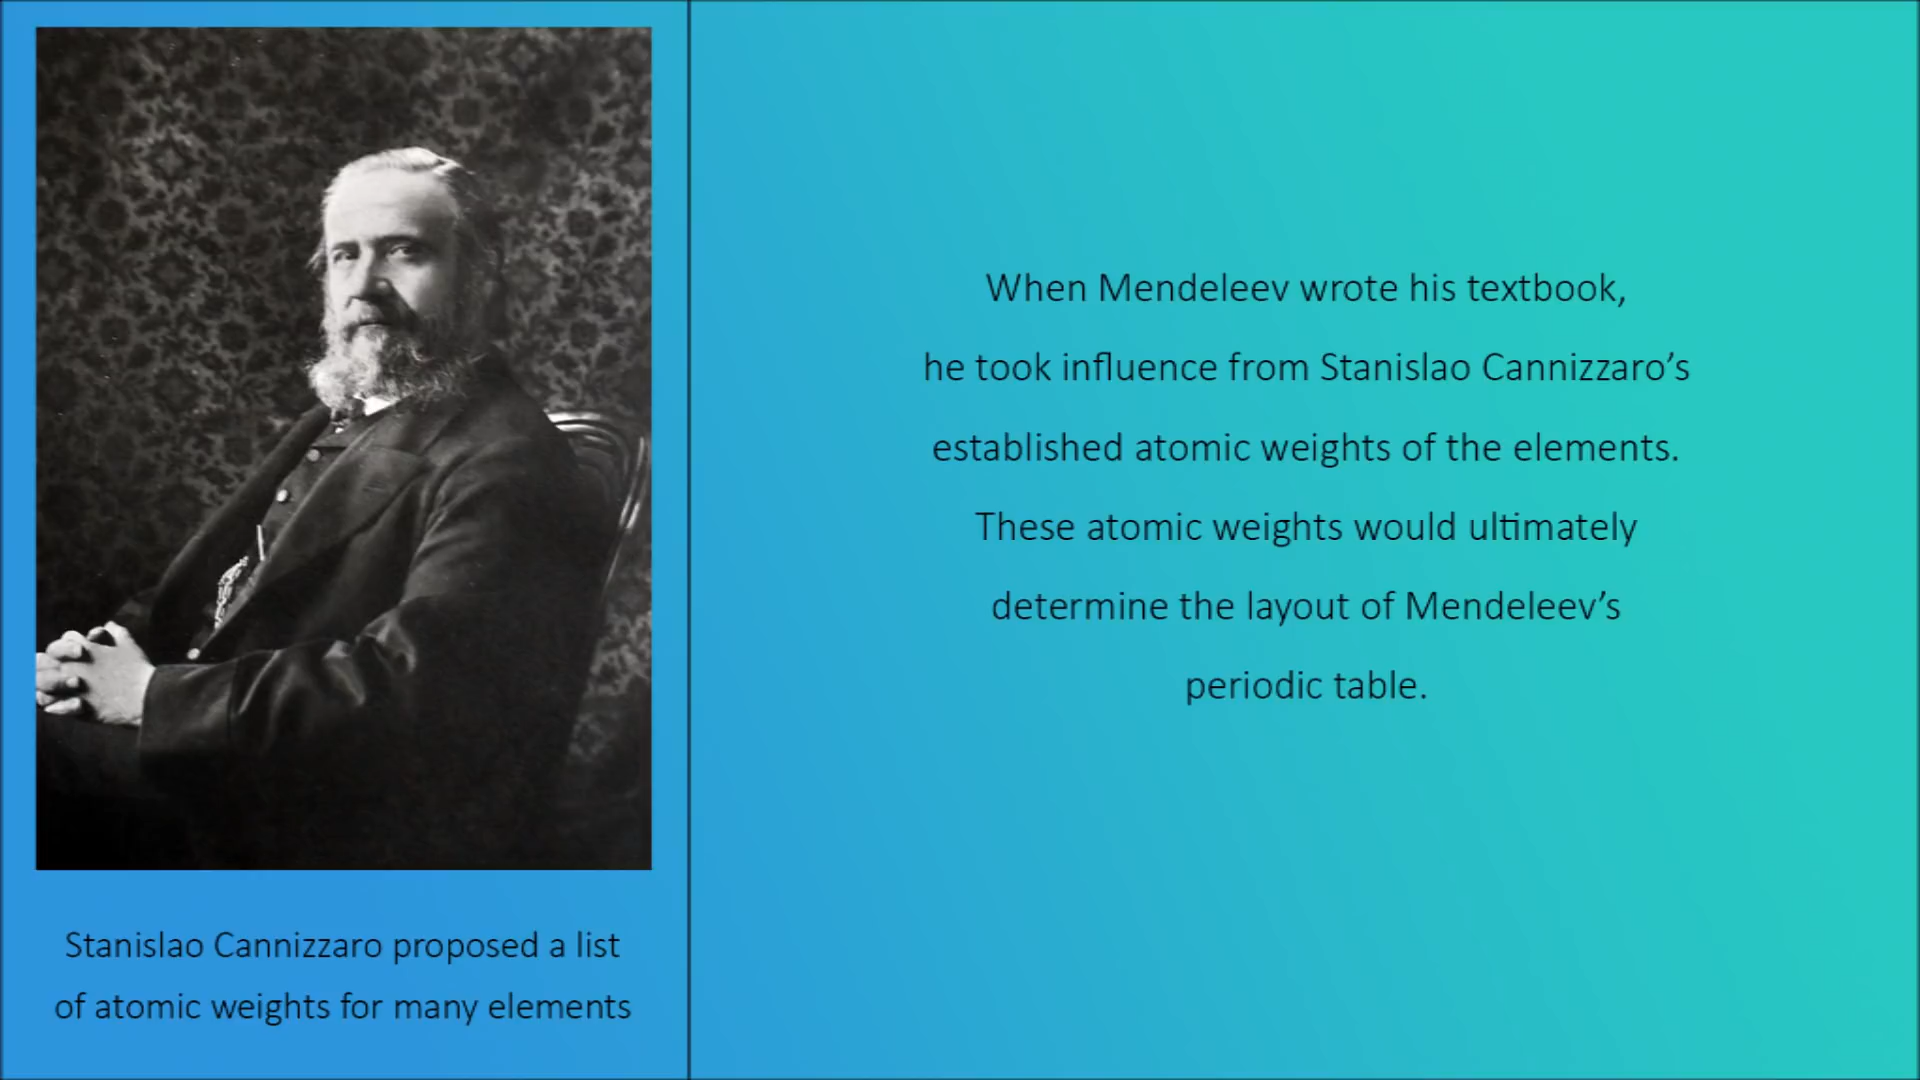 When Mendeleev wrote his textbook,
he took influence from Stanislao Cannizzaro’s
established atomic weights of the elements.
These atomic weights would ultimately
determine the layout of Mendeleev’s
periodic table.
Stanislao Cannizzaro proposed a list
of atomic weights for many elements